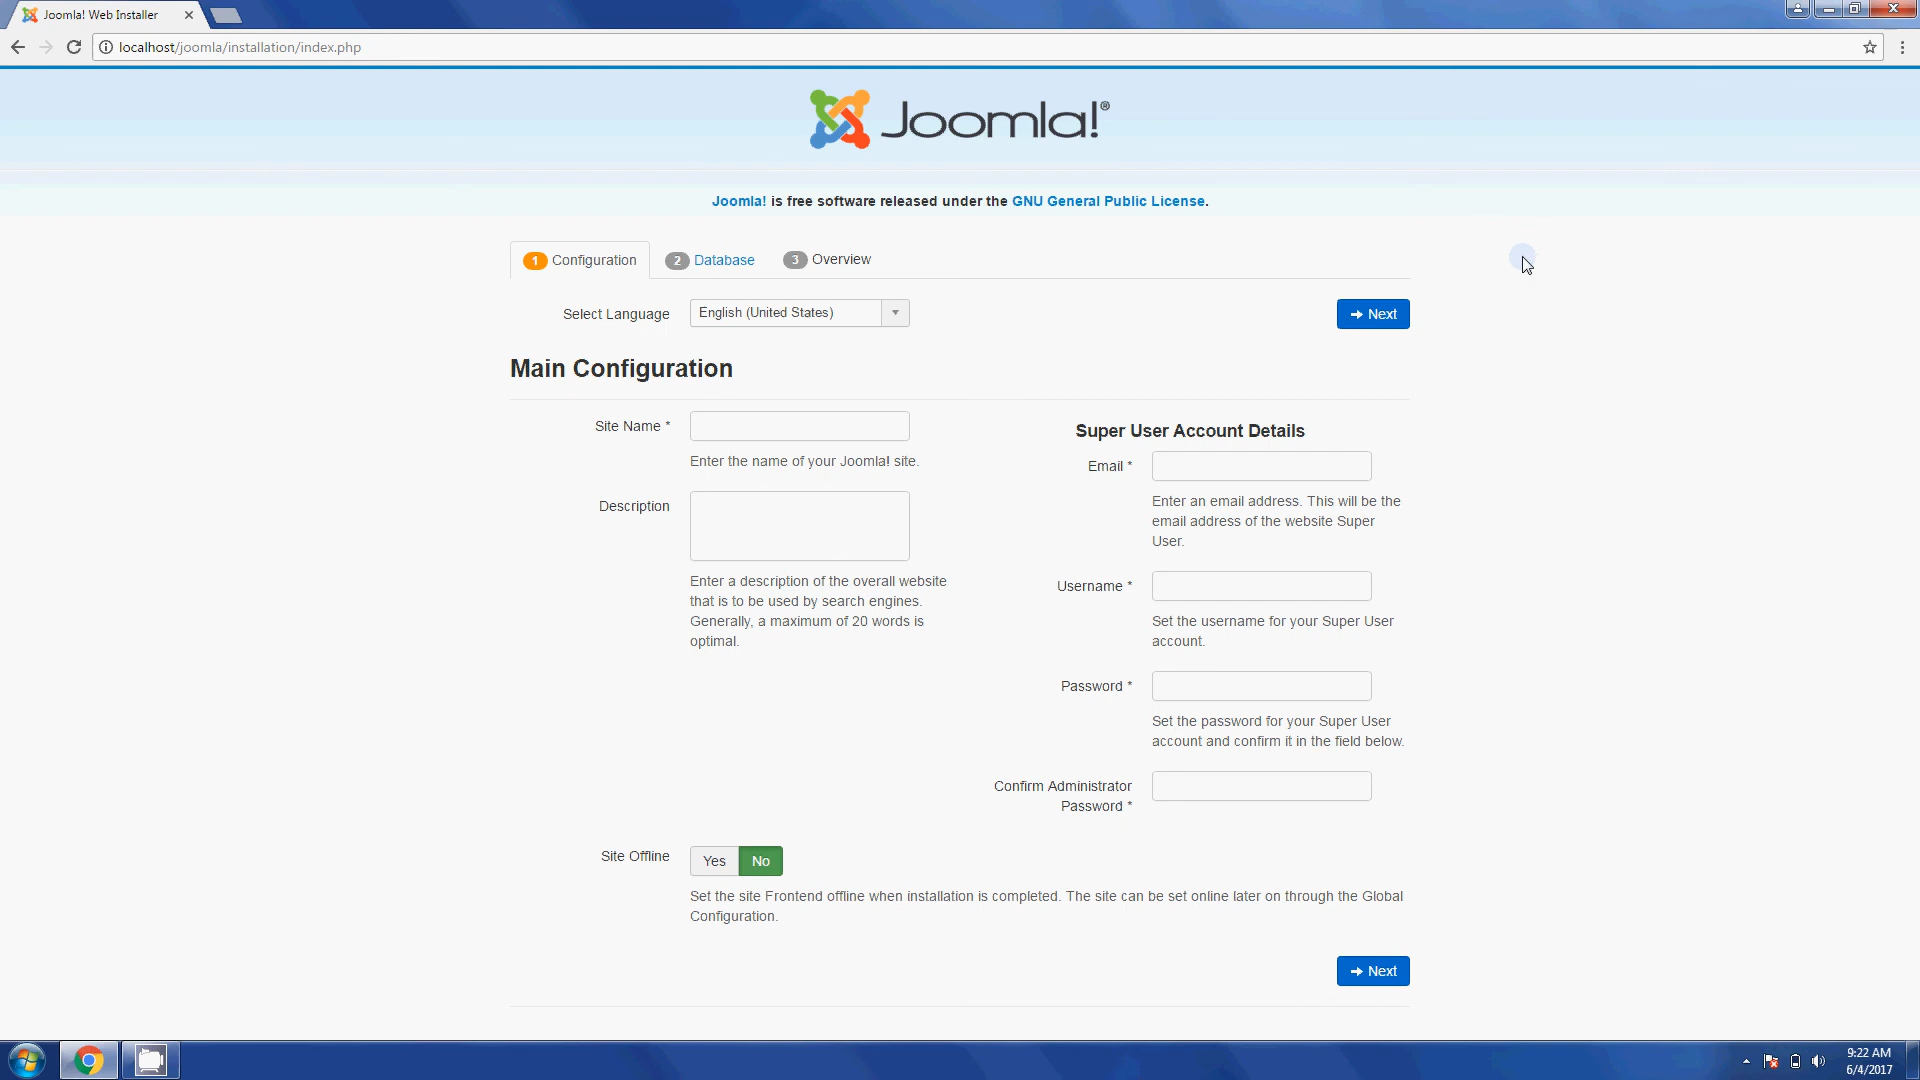 Joomla! Web Installer
localhost/joomla/installation/index.php
Joomla!®
Joomla! is free software released under the GNU General Public License.
1 Configuration 2 Database 3 Overview
Select Language English (United States) Next
Main Configuration
Site Name *
Enter the name of your Joomla! site.
Description
Enter a description of the overall website
that is to be used by search engines.
Generally, a maximum of 20 words is
optimal.
Super User Account Details
Email *
Enter an email address. This will be the
email address of the website Super
User.
Username *
Set the username for your Super User
account.
Password *
Set the password for your Super User
account and confirm it in the field below.
Confirm Administrator
Password *
Site Offline Yes No
Set the site Frontend offline when installation is completed. The site can be set online later on through the Global
Configuration.
Next
9:22 AM
6/4/2017